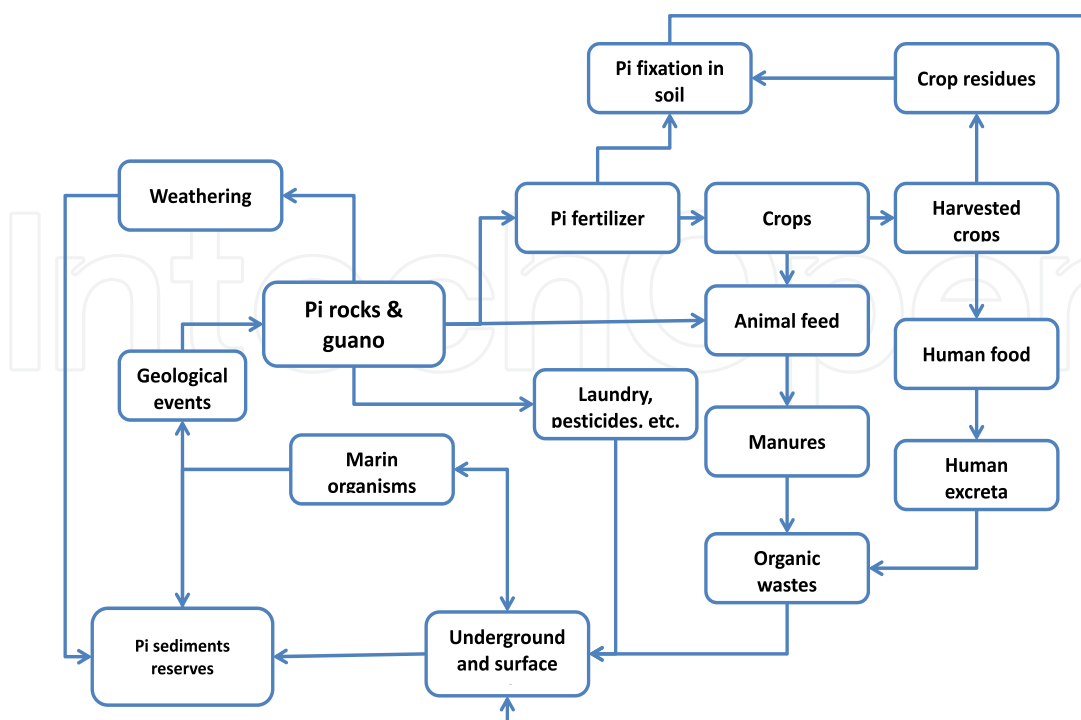 Pi fixation in
soil
Crop residues
Weathering
Pi fertilizer
Crops
Harvested
crops
Pi rocks &
guano
Animal feed
Human food
Geological
events
Laundry,
pesticides, etc.
Manures
Marin
organisms
Human
excreta
Organic
wastes
Pi sediments
reserves
Underground
and surface
IntechOpen